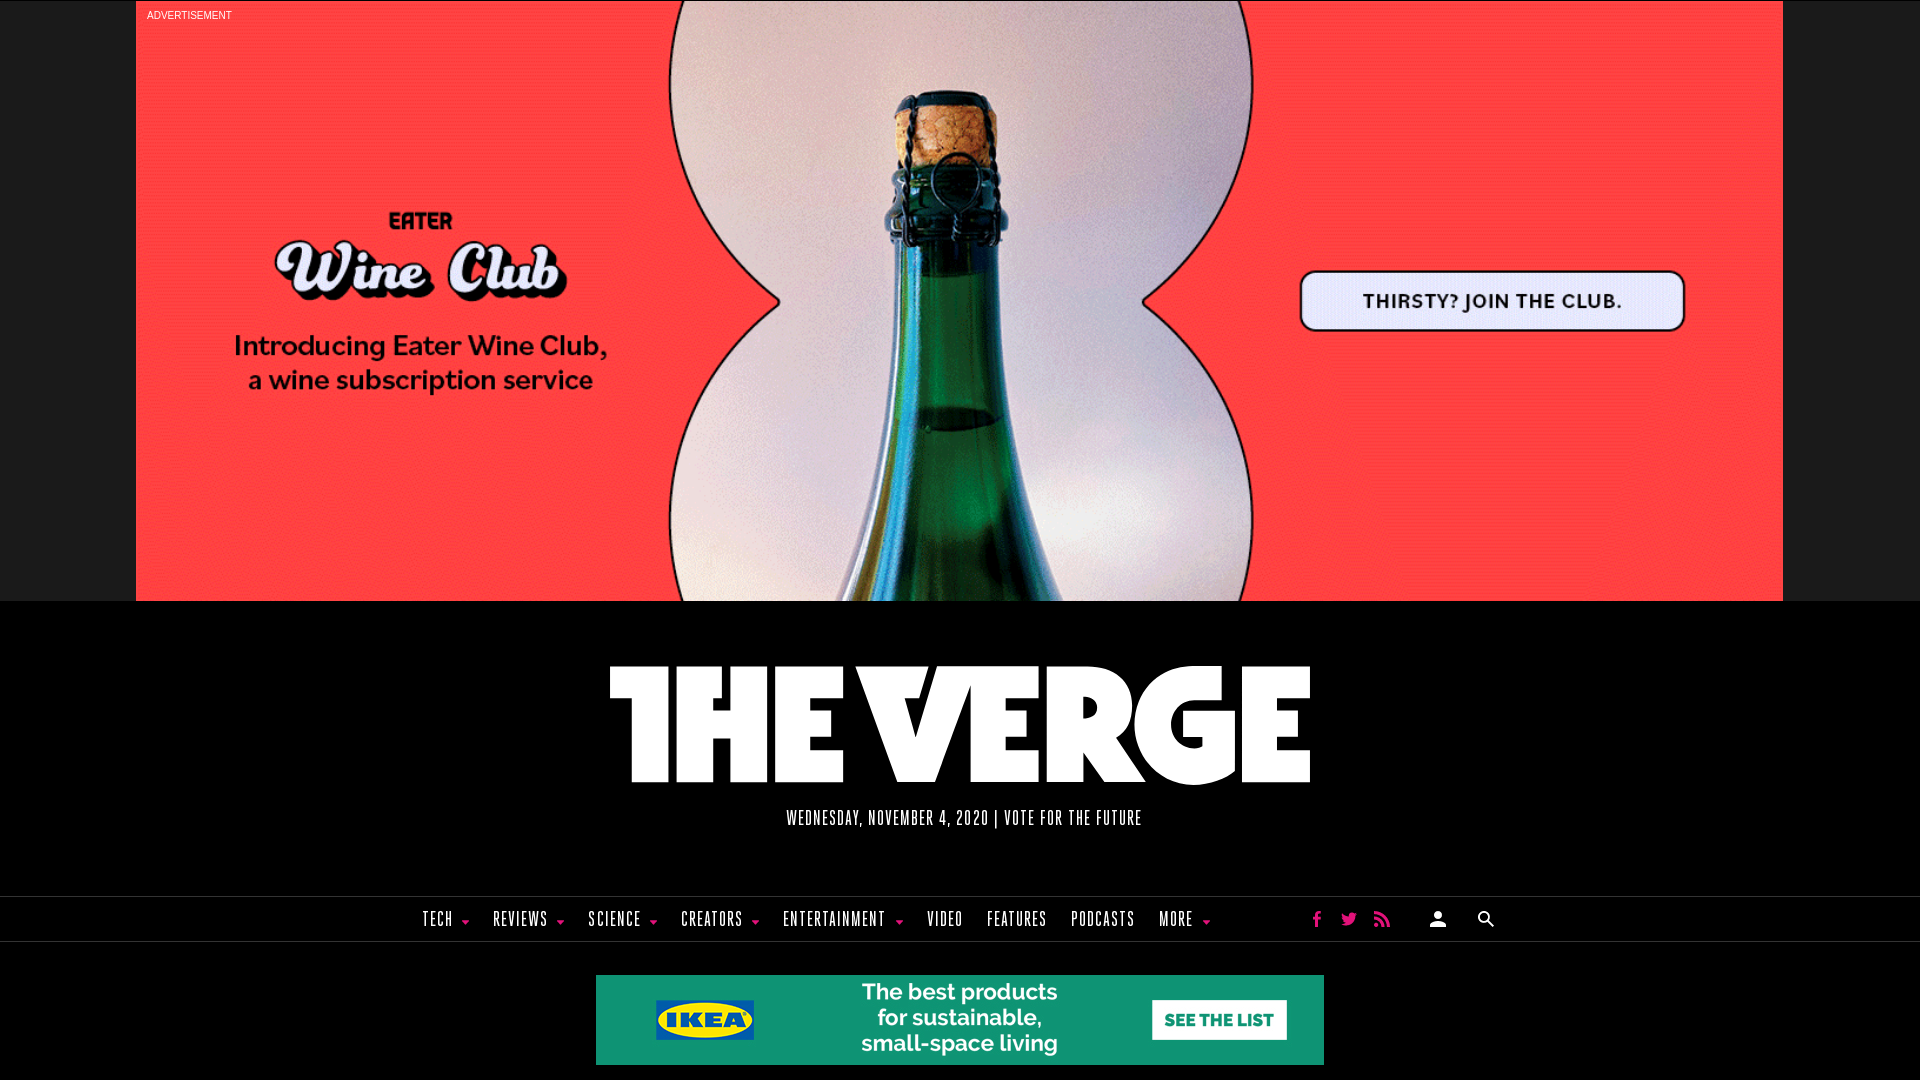 ADVERTISEMENT
EATER
Wine Club
Introducing Eater Wine Club,
a wine subscription service
THIRSTY? JOIN THE CLUB.
THE VERGE
WEDNESDAY, NOVEMBER 4, 2020 | VOTE FOR THE FUTURE
TECH REVIEWS SCIENCE CREATORS ENTERTAINMENT VIDEO FEATURES PODCASTS MORE
IKEA
The best products
for sustainable,
small-space living
SEE THE LIST